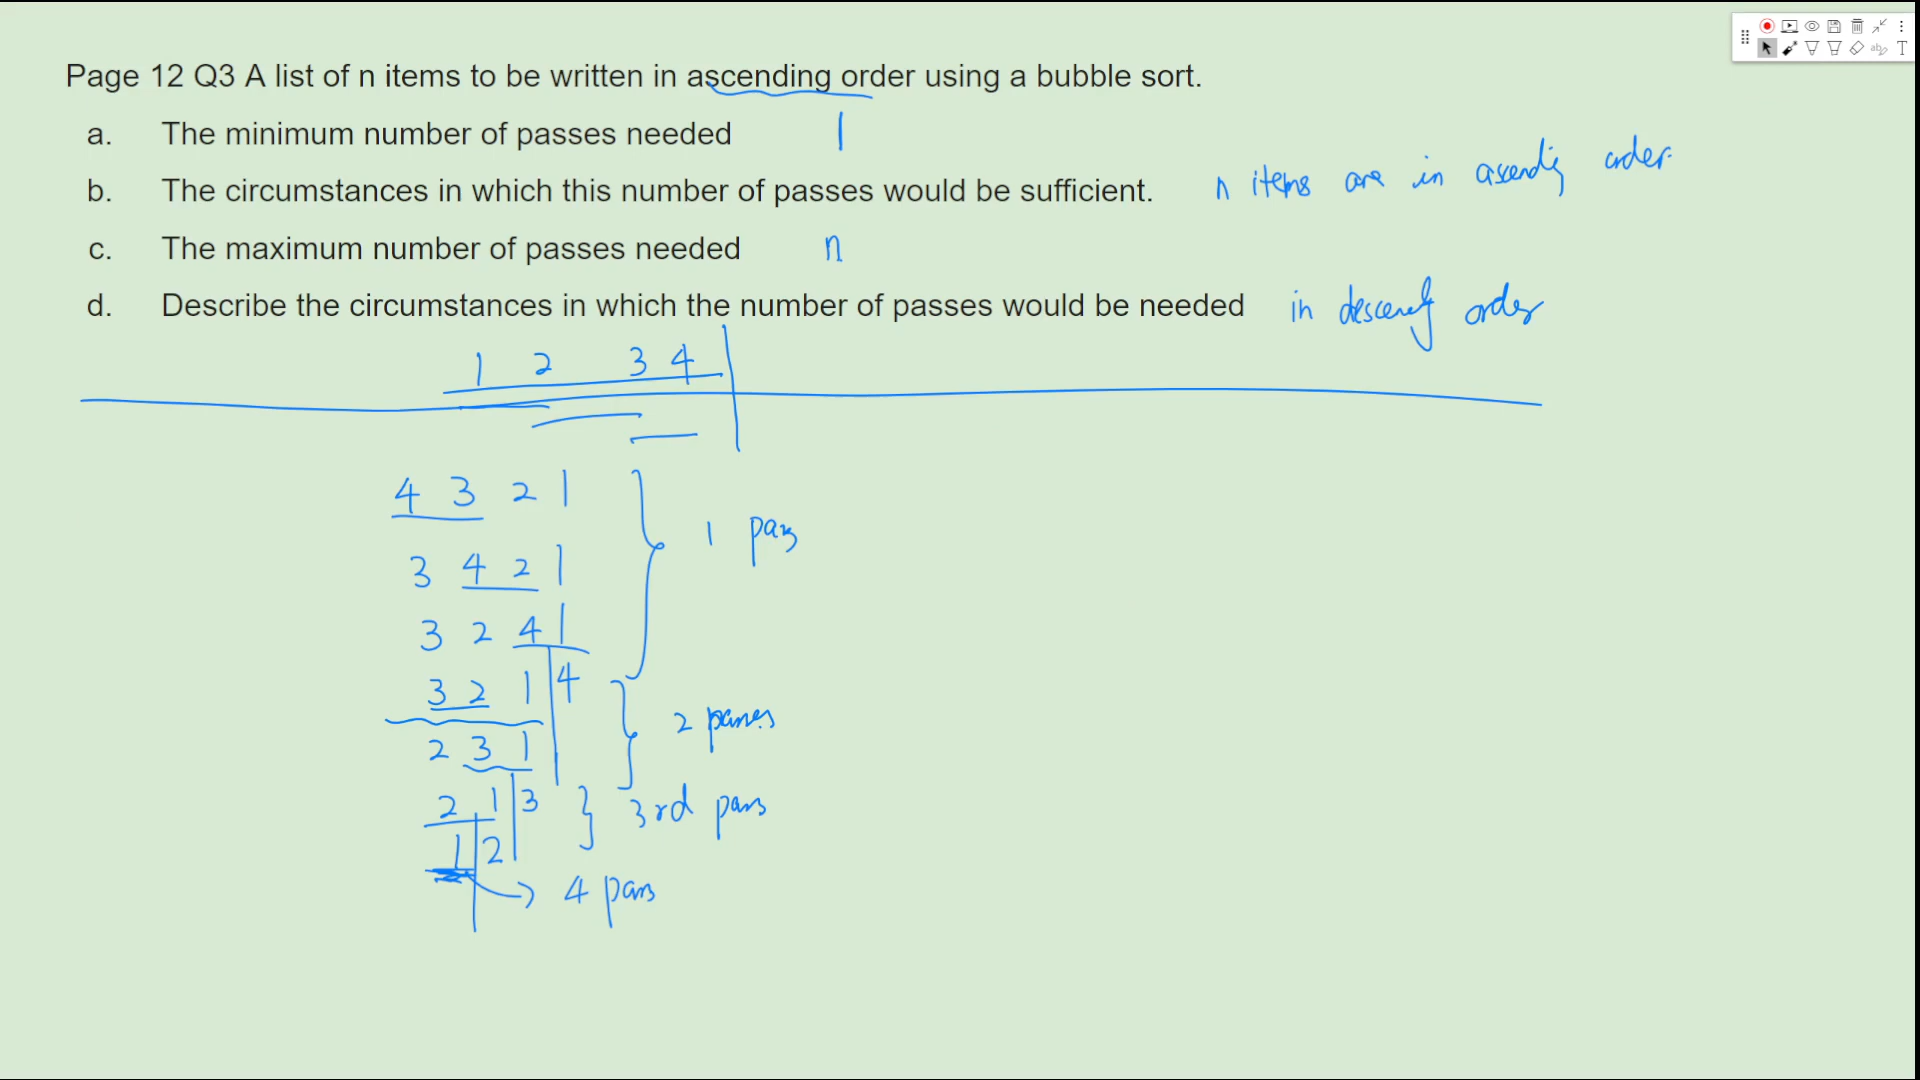 Page 12 Q3 A list of n items to be written in ascending order using a bubble sort.
a. The minimum number of passes needed 1
b. The circumstances in which this number of passes would be sufficient. n items are in ascending order
c. The maximum number of passes needed n
d. Describe the circumstances in which the number of passes would be needed in descending order
1 2 3 4
4 3 2 1
1 pass
3 4 2 1
3 2 4 1
3 2 1 4
2 passes
2 3 1
2 1 3
3rd pass
1 2
4 pass